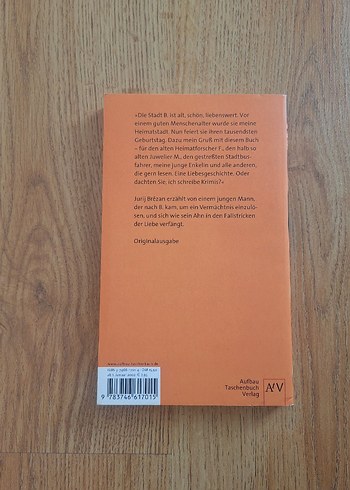 »Die Stadt B. ist alt, schön, liebenswert. Vor
einem guten Menschenalter wurde sie meine
Heimatstadt. Nun feiert sie ihren tausendsten
Geburtstag. Dazu mein Gruß mit diesem Buch
– für den alten Heimatforscher F., den halb so
alten Juwelier M., den gestreßten Stadtbus-
fahrer, meine junge Enkelin und alle anderen,
die gern lesen. Eine Liebesgeschichte. Oder
dachten Sie, ich schreibe Krimis?«
Jurij Brězan erzählt von einem jungen Mann,
der nach B. kam, um ein Vermächtnis einzulö-
sen, und sich wie sein Ahn in den Fallstricken
der Liebe verfängt.
Originalausgabe
9 783746 617015
Aufbau
Taschenbuch
Verlag
AtV